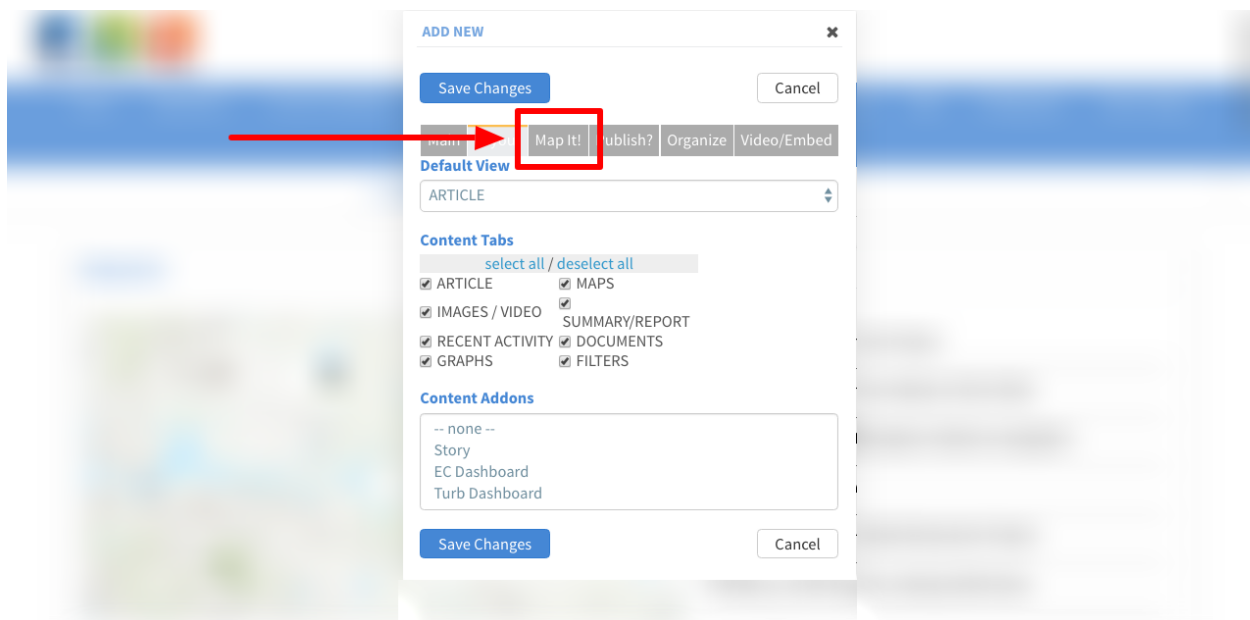 ADD NEW
Save Changes Cancel
Main Map It! Publish? Organize Video/Embed
Default View
ARTICLE
Content Tabs
select all / deselect all
ARTICLE MAPS
IMAGES / VIDEO SUMMARY/REPORT
RECENT ACTIVITY DOCUMENTS
GRAPHS FILTERS
Content Addons
-- none --
Story
EC Dashboard
Turb Dashboard
Save Changes Cancel